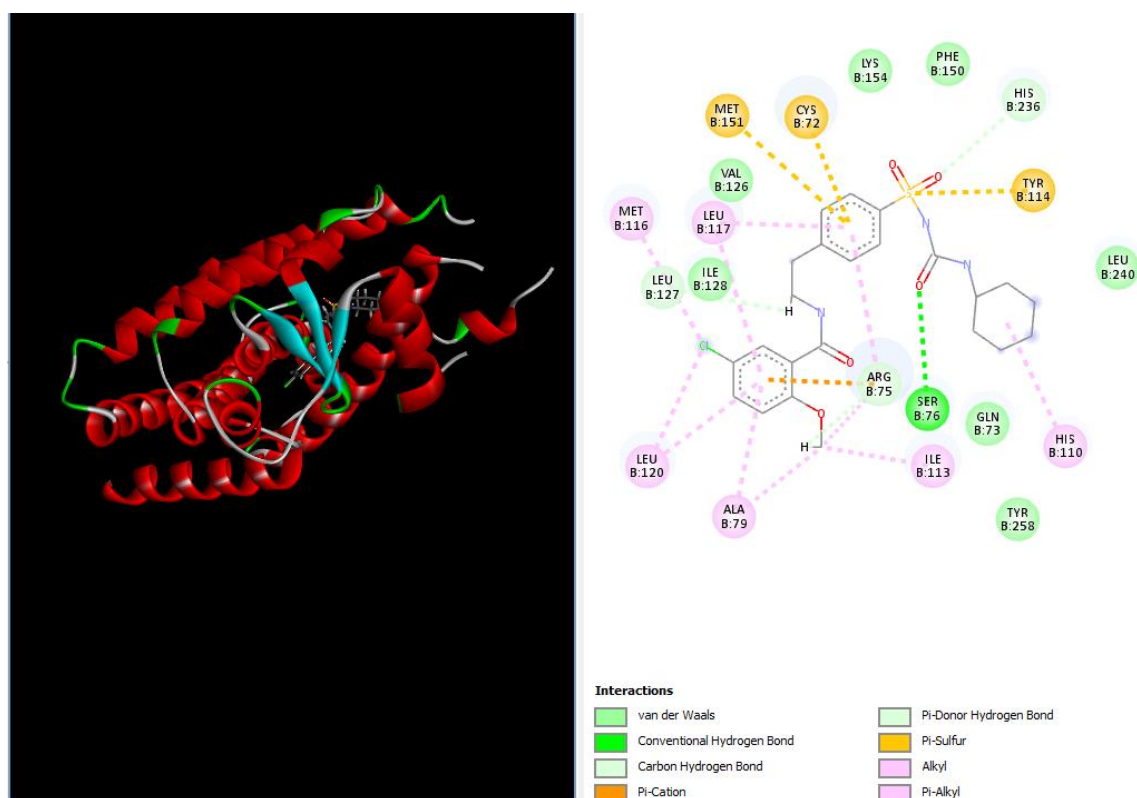 LYS
B:154
PHE
B:150
HIS
B:236
MET
B:151
CYS
B:72
VAL
B:126
TYR
B:114
MET
B:116
LEU
B:117
O
O
S
N
LEU
B:127
ILE
B:128
H
N
O
N
LEU
B:240
Cl
O
ARG
B:75
SER
B:76
GLN
B:73
O
H
LEU
B:120
ILE
B:113
HIS
B:110
ALA
B:79
TYR
B:258
Interactions
van der Waals
Conventional Hydrogen Bond
Carbon Hydrogen Bond
Pi-Cation
Pi-Donor Hydrogen Bond
Pi-Sulfur
Alkyl
Pi-Alkyl